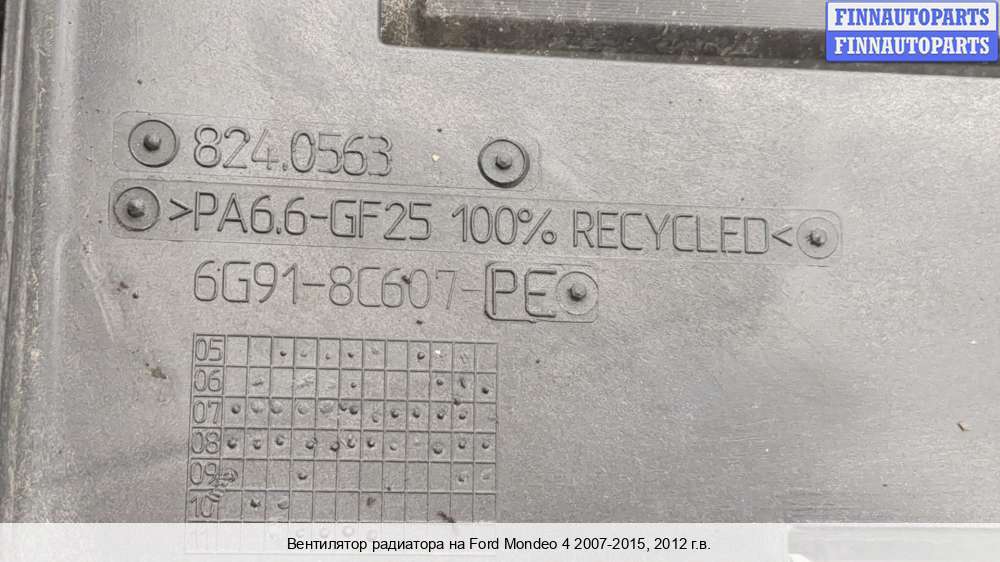 FINNAUTOPARTS
FINNAUTOPARTS
824.0563
>PA6.6-GF25 100% RECYCLED<
6G91-8C607-PE
05
06
07
08
09
10
11
Вентилятор радиатора на Ford Mondeo 4 2007-2015, 2012 г.в.